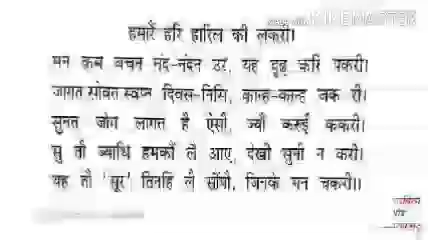 KINEMASTER
हमारैं हरि हारिल की लकरी।
मन क्रम बचन नंद-नंदन उर, यह दृढ़ करि पकरी।
जागत सोवत स्वप्न दिवस-निसि, कान्ह-कान्ह जक री।
सुनत जोग लागत है ऐसौ, ज्यौं करुई ककरी।
सु तौ ब्याधि हमकौं लै आए, देखी सुनी न करी।
यह तौ 'सूर' तिनहिं लै सौंपौ, जिनके मन चकरी।।